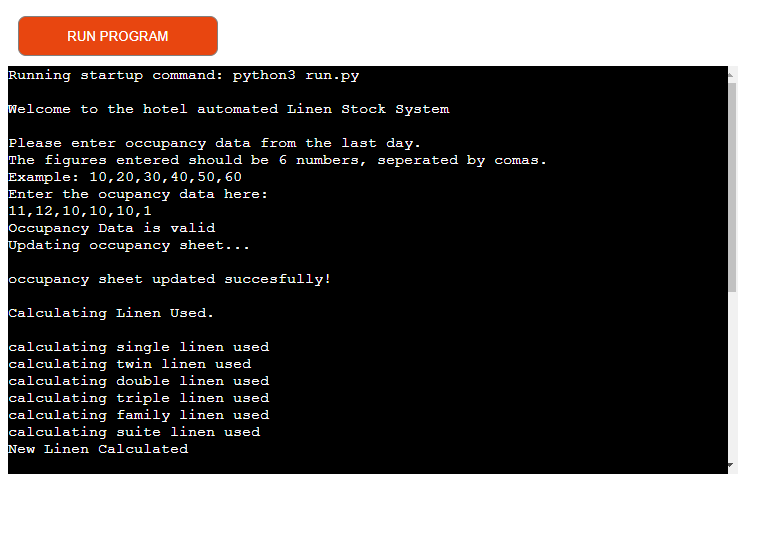 RUN PROGRAM
Running startup command: python3 run.py
Welcome to the hotel automated Linen Stock System
Please enter occupancy data from the last day.
The figures entered should be 6 numbers, seperated by comas.
Example: 10,20,30,40,50,60
Enter the ocupancy data here:
11,12,10,10,10,1
Occupancy Data is valid
Updating occupancy sheet...
occupancy sheet updated succesfully!
Calculating Linen Used.
calculating single linen used
calculating twin linen used
calculating double linen used
calculating triple linen used
calculating family linen used
calculating suite linen used
New Linen Calculated